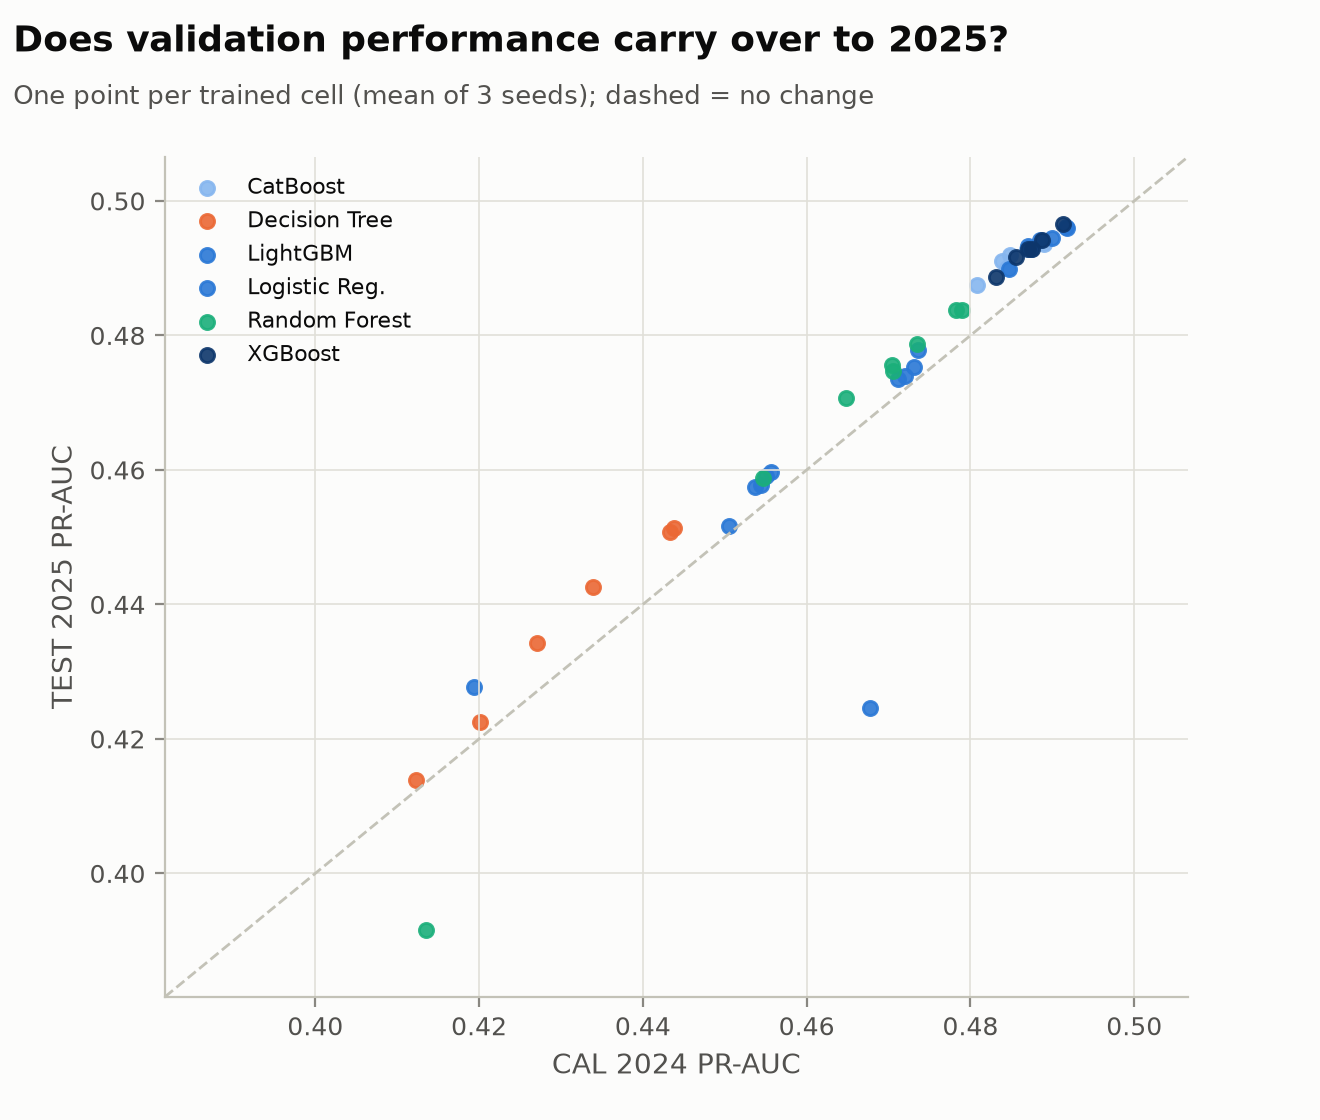 Does validation performance carry over to 2025?
One point per trained cell (mean of 3 seeds); dashed = no change
CatBoost
Decision Tree
LightGBM
Logistic Reg.
Random Forest
XGBoost
0.50
0.48
0.46
0.44
0.42
0.40
TEST 2025 PR-AUC
0.40 0.42 0.44 0.46 0.48 0.50
CAL 2024 PR-AUC